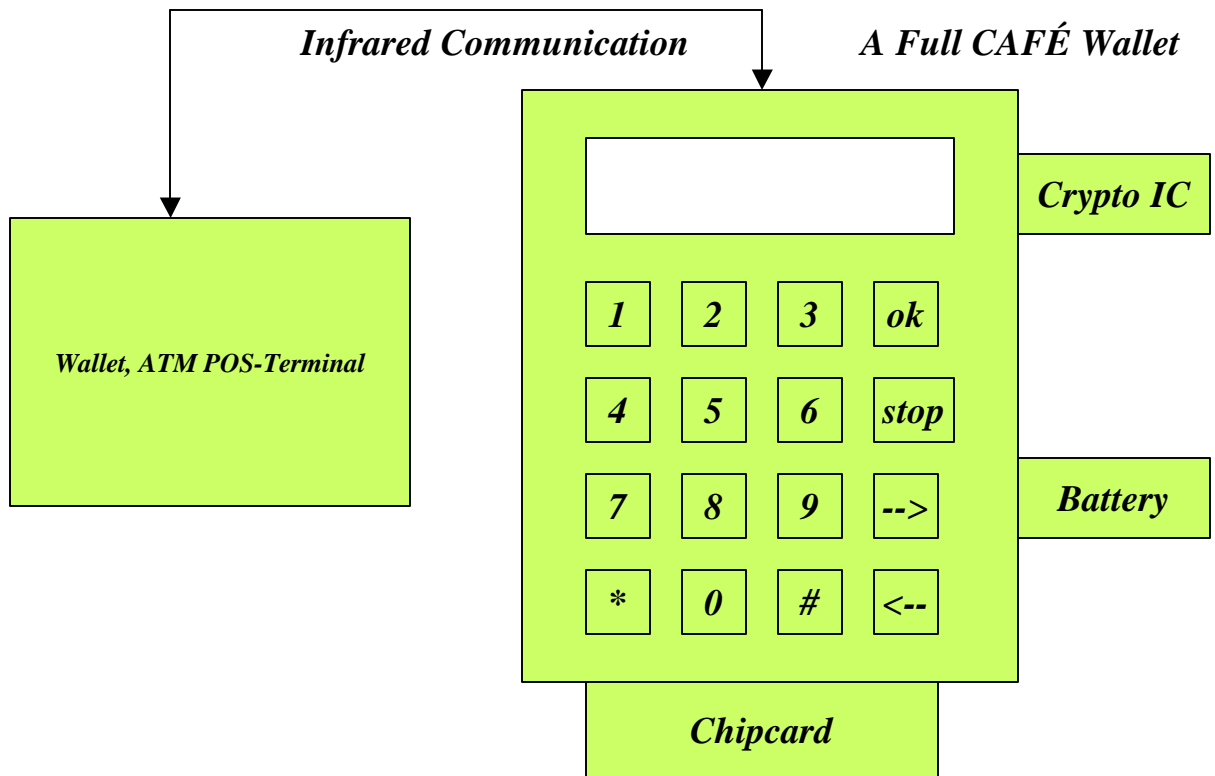 Infrared Communication
A Full CAFÉ Wallet
Crypto IC
1 2 3 ok
Wallet, ATM POS-Terminal
4 5 6 stop
7 8 9 -->
Battery
* 0 # <--
Chipcard